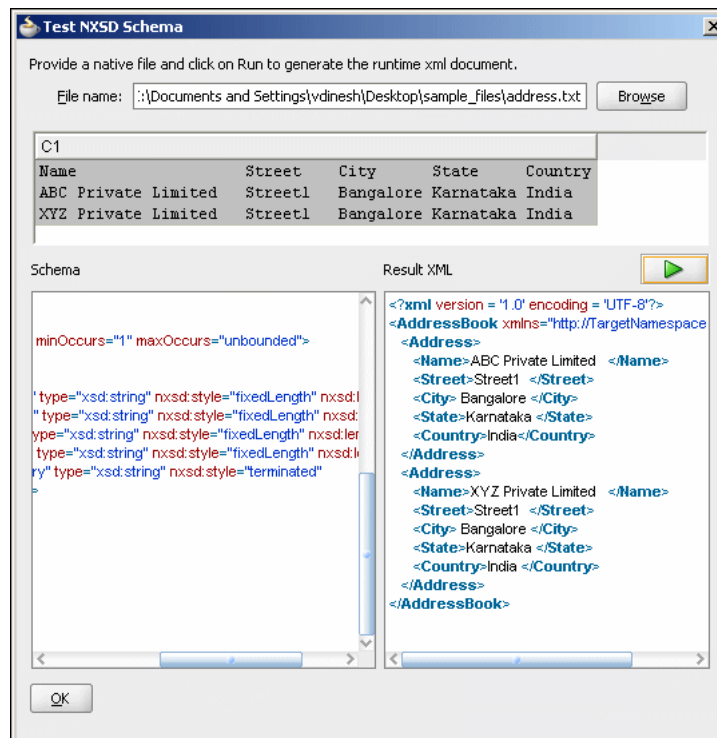 Test NXSD Schema
Provide a native file and click on Run to generate the runtime xml document.
File name: :\Documents and Settings\vdinesh\Desktop\sample_files\address.txt Browse
C1
Name Street City State Country
ABC Private Limited Street1 Bangalore Karnataka India
XYZ Private Limited Street1 Bangalore Karnataka India
Schema
minOccurs="1" maxOccurs="unbounded">
" type="xsd:string" nxsd:style="fixedLength" nxsd:l
" type="xsd:string" nxsd:style="fixedLength" nxsd:
ype="xsd:string" nxsd:style="fixedLength" nxsd:len
type="xsd:string" nxsd:style="fixedLength" nxsd:le
ry" type="xsd:string" nxsd:style="terminated"
>
Result XML
<?xml version = '1.0' encoding = 'UTF-8'?>
<AddressBook xmlns="http://TargetNamespace
<Address>
<Name>ABC Private Limited </Name>
<Street>Street1 </Street>
<City> Bangalore </City>
<State>Karnataka </State>
<Country>India</Country>
</Address>
<Address>
<Name>XYZ Private Limited </Name>
<Street>Street1 </Street>
<City> Bangalore </City>
<State>Karnataka </State>
<Country>India </Country>
</Address>
</AddressBook>
OK